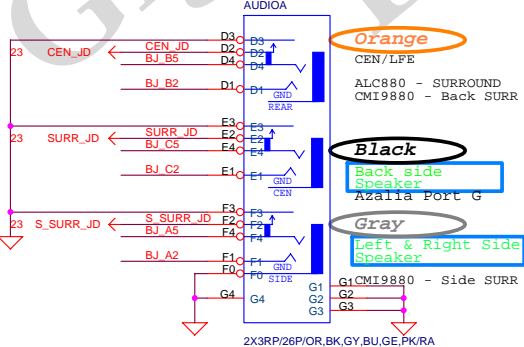 AUDIOA
D3 D3 Orange
23 CEN_JD CEN_JD D2 D2 CEN/LFE
BJ_B5 D4 D4
ALC880 - SURROUND
BJ_B2 D1 D1 GND CMI9880 - Back SURR
REAR
E3 E3
23 SURR_JD SURR_JD E2 E2 Black
BJ_C5 E4 E4
Back side
BJ_C2 E1 E1 GND Speaker
CEN Azalia Port G
F3 F3
23 S_SURR_JD S_SURR_JD F2 F2 Gray
BJ_A5 F4 F4
Left & Right Side
BJ_A2 F1 F1 Speaker
F0 F0 GND
SIDE G1 CMI9880 - Side SURR
G4 G4 G1
G2 G2
G3 G3
2X3RP/26P/OR,BK,GY,BU,GE,PK/RA